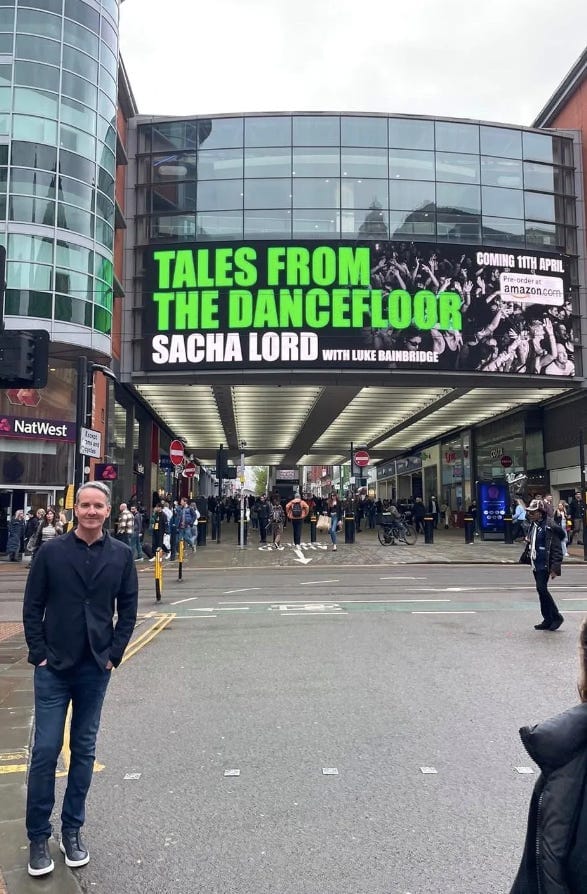 TALES FROM
THE DANCEFLOOR
SACHA LORD WITH LUKE BAINBRIDGE
COMING 11TH APRIL
Pre-order at
amazon.com
NatWest